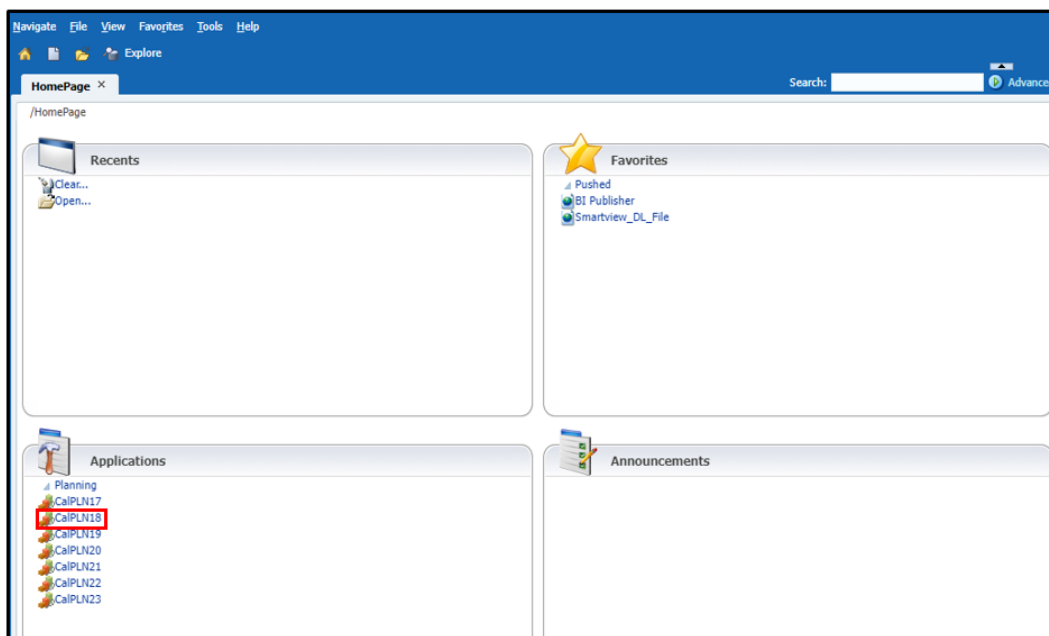 Navigate File View Favorites Tools Help
Explore
HomePage ×
Search: Advance
/HomePage
Recents
Clear...
Open...
Favorites
Pushed
BI Publisher
Smartview_DL_File
Applications
Planning
CalPLN17
CalPLN18
CalPLN19
CalPLN20
CalPLN21
CalPLN22
CalPLN23
Announcements